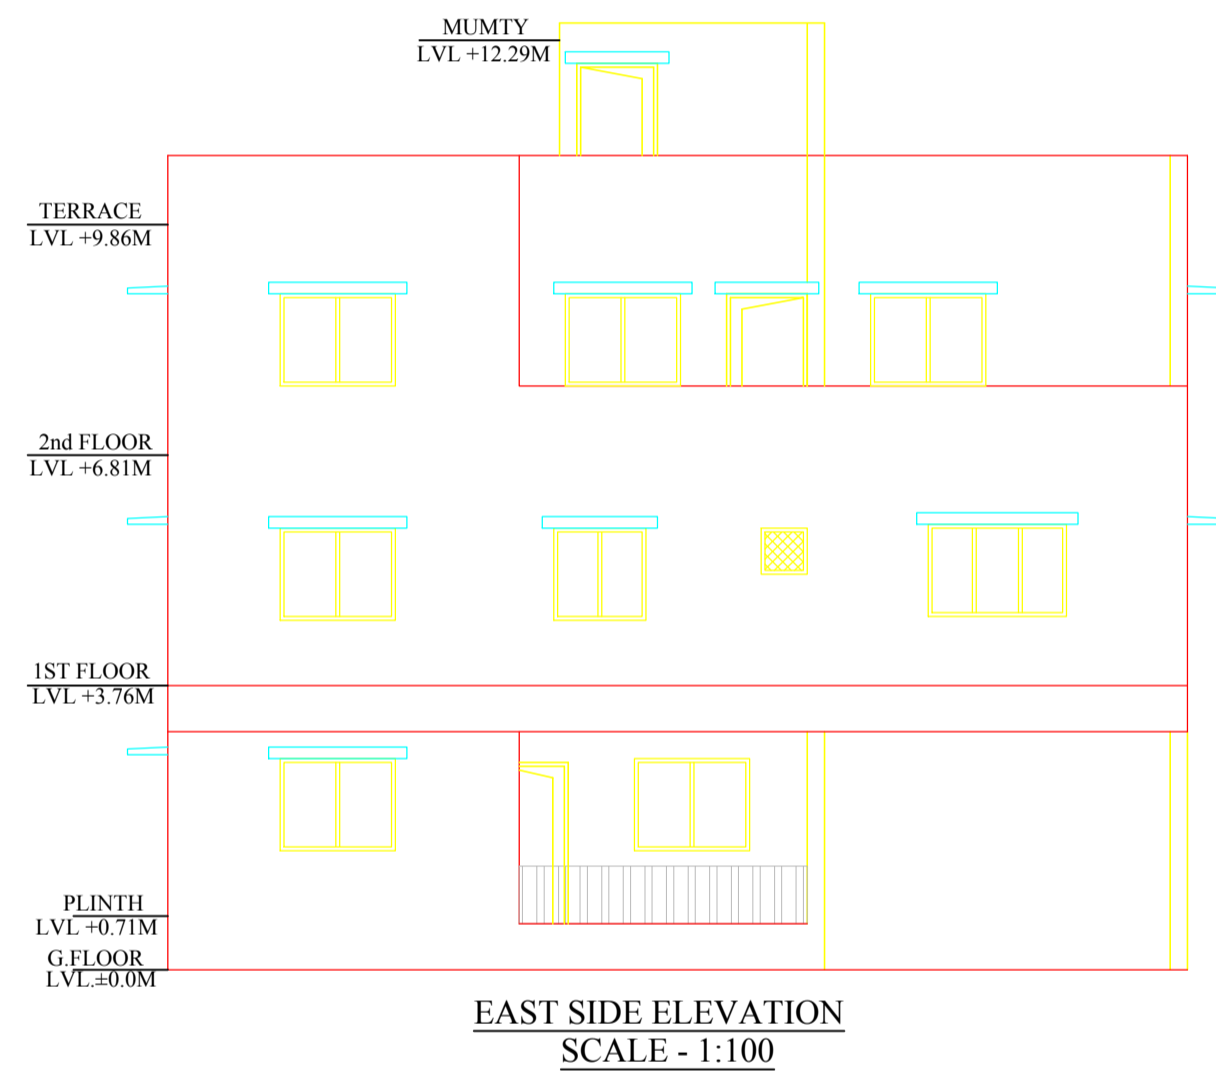 MUMTY
LVL +12.29M
TERRACE
LVL +9.86M
2nd FLOOR
LVL +6.81M
1ST FLOOR
LVL +3.76M
PLINTH
LVL +0.71M
G.FLOOR
LVL.±0.0M
EAST SIDE ELEVATION
SCALE - 1:100